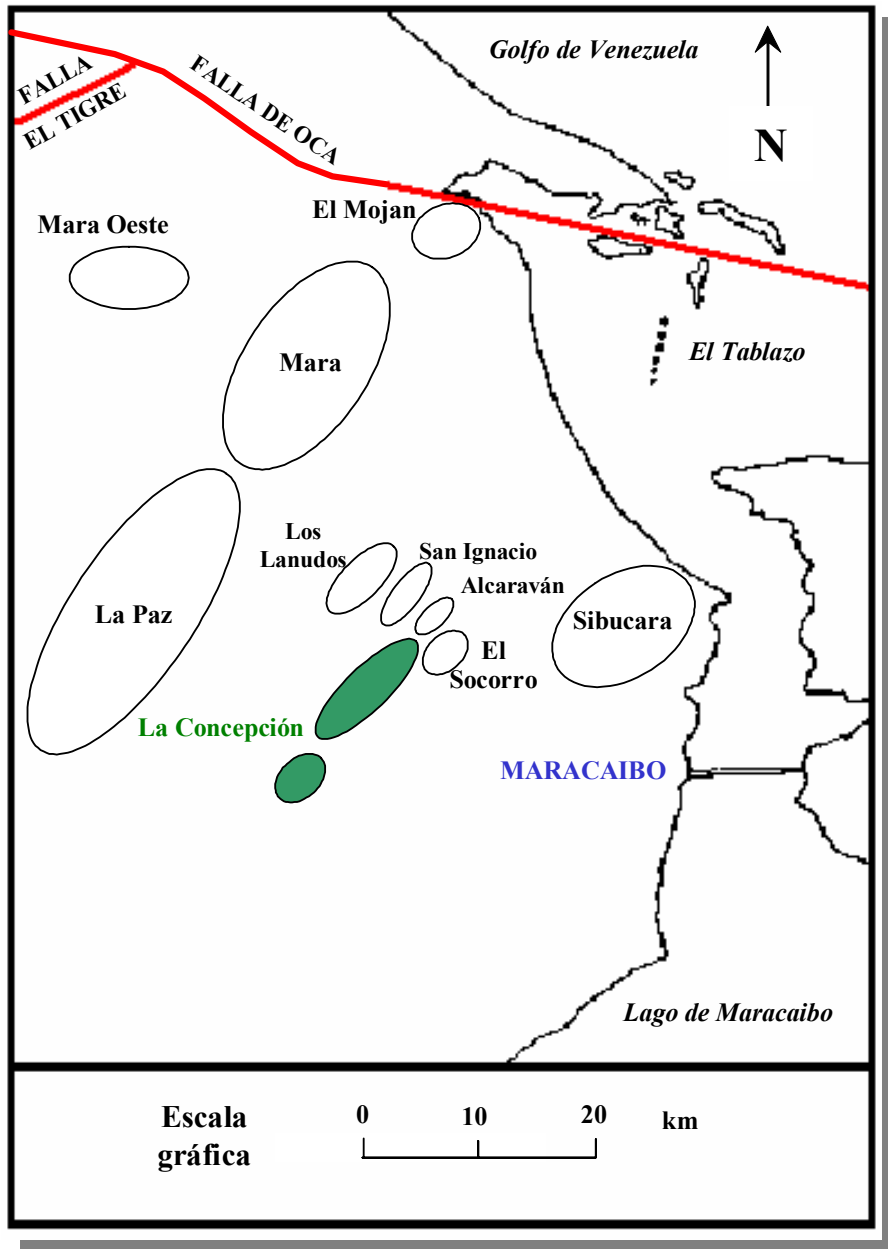 Golfo de Venezuela
N
FALLA
EL TIGRE
FALLA DE OCA
El Mojan
Mara Oeste
Mara
El Tablazo
Los
Lanudos
San Ignacio
Alcaraván
La Paz
Sibucara
El
Socorro
La Concepción
MARACAIBO
Lago de Maracaibo
Escala
gráfica
0 10 20 km